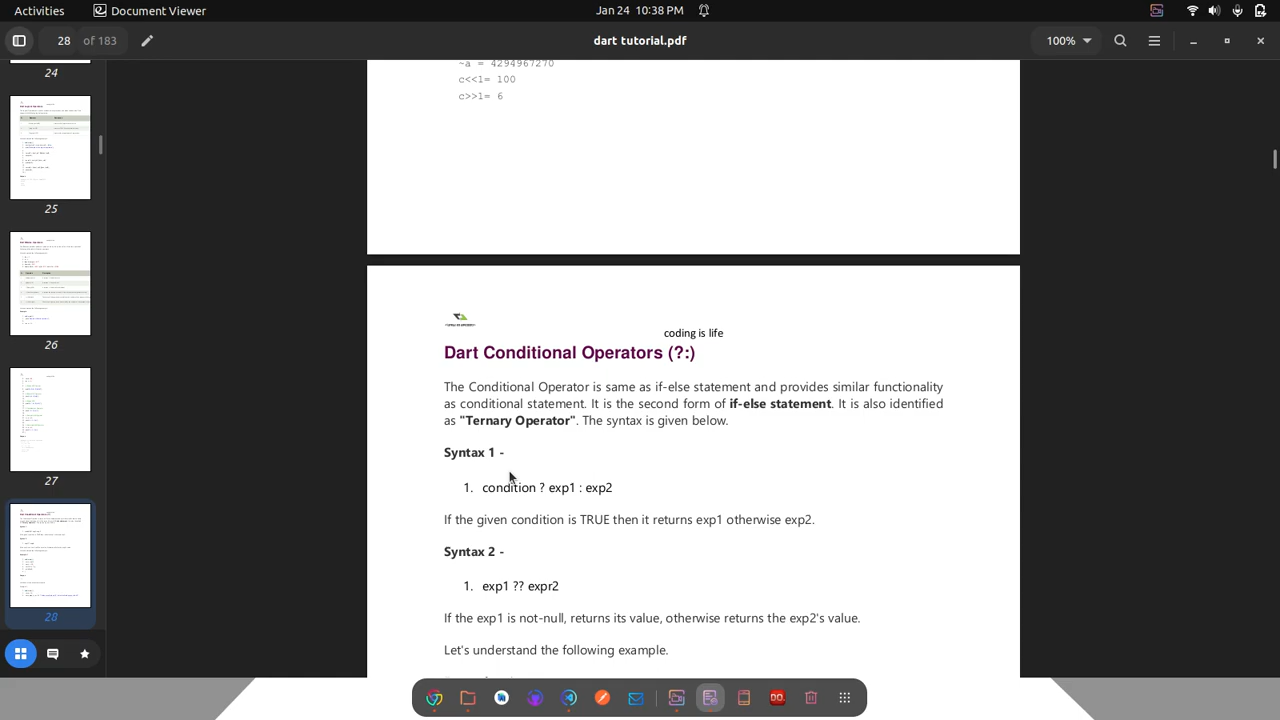 Activities Document Viewer Jan 24 10:38 PM
28 of 183 dart tutorial.pdf 100%
24
25
26
27
28
~a = 4294967270
c<<1= 100
c>>1= 6
coding is life
Dart Conditional Operators (?:)
The Conditional Operator is same as if-else statement and provides similar functionality
as conditional statement. It is the second form of if-else statement. It is also identified
as "Ternary Operator". The syntax is given below.
Syntax 1 -
1. condition ? exp1 : exp2
If the given condition is TRUE then it returns exp1 otherwise exp2.
Syntax 2 -
1. exp1 ?? expr2
If the exp1 is not-null, returns its value, otherwise returns the exp2's value.
Let's understand the following example.